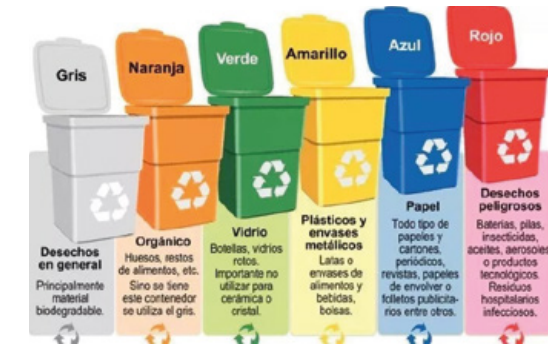 Gris
Naranja
Verde
Amarillo
Azul
Rojo
Desechos
en general
Principalmente
material
biodegradable.
Orgánico
Huesos, restos
de alimentos, etc.
Sino se tiene
este contenedor
se utiliza el gris.
Vidrio
Botellas, vidrios
rotos.
Importante no
utilizar para
cerámica o
cristal.
Plásticos y
envases
metálicos
Latas o
envases de
alimentos y
bebidas,
bolsas.
Papel
Todo tipo de
papeles y
cartones,
periódicos,
revistas, papeles
de envolver o
folletos publicita-
rios entre otros.
Desechos
peligrosos
Baterías, pilas,
insecticidas,
aceites, aerosoles
o productos
tecnológicos.
Residuos
hospitalarios
infecciosos.